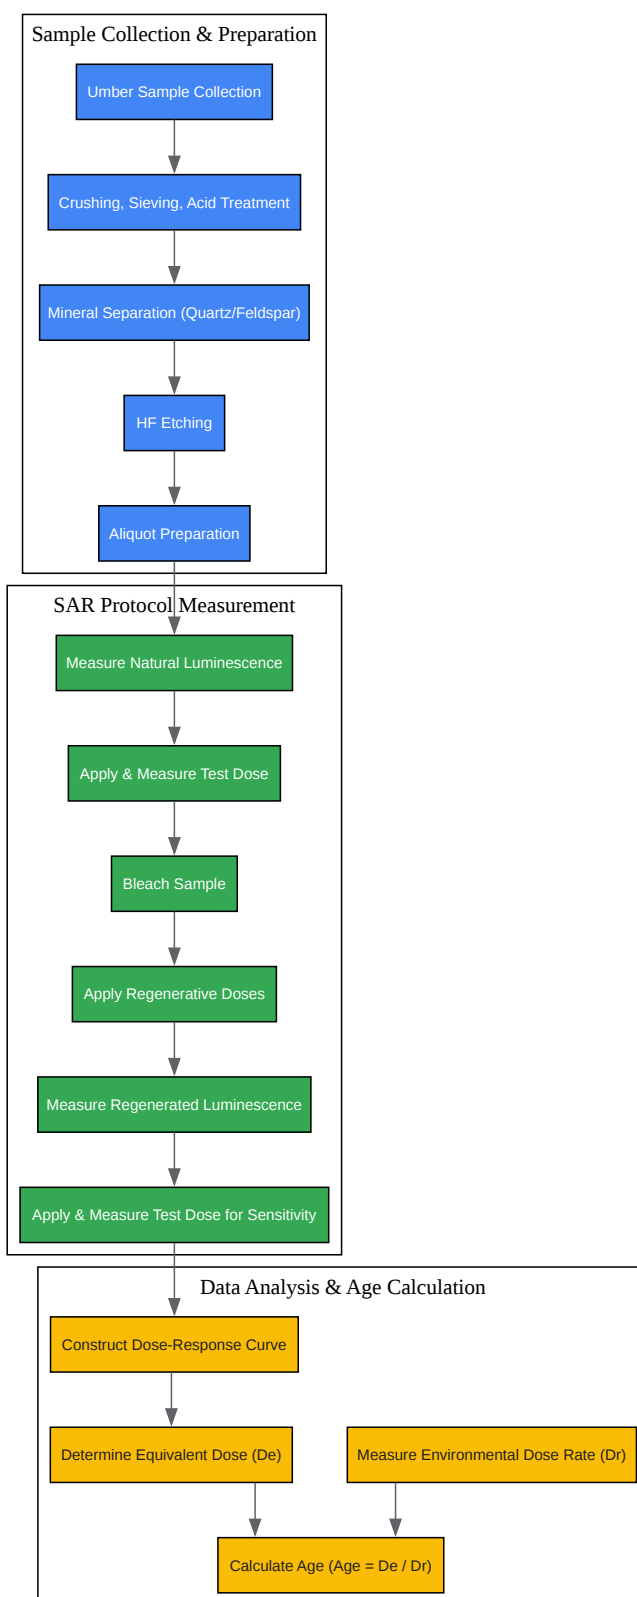 Sample Collection & Preparation
Umber Sample Collection
Crushing, Sieving, Acid Treatment
Mineral Separation (Quartz/Feldspar)
HF Etching
Aliquot Preparation
SAR Protocol Measurement
Measure Natural Luminescence
Apply & Measure Test Dose
Bleach Sample
Apply Regenerative Doses
Measure Regenerated Luminescence
Apply & Measure Test Dose for Sensitivity
Data Analysis & Age Calculation
Construct Dose-Response Curve
Determine Equivalent Dose (De)
Measure Environmental Dose Rate (Dr)
Calculate Age (Age = De / Dr)